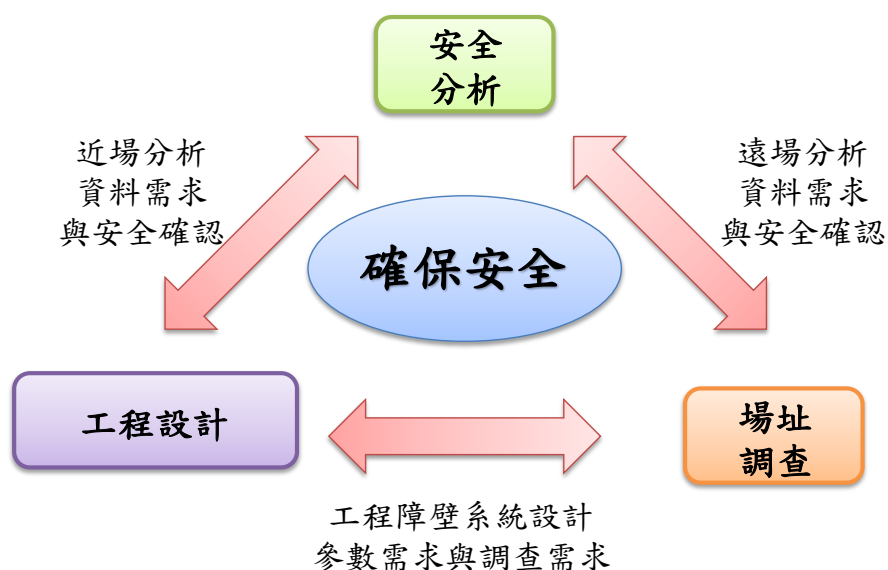 安全
分析
近場分析
資料需求
與安全確認
遠場分析
資料需求
與安全確認
確保安全
工程設計
場址
調查
工程障壁系統設計
參數需求與調查需求